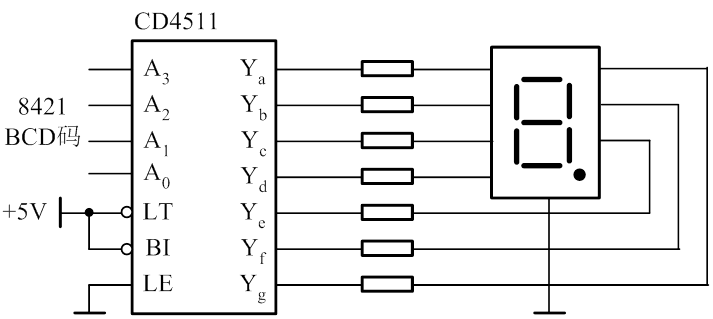 CD4511
A3 Ya
A2 Yb
8421
BCD码
A1 Yc
A0 Yd
+5V
LT Ye
BI Yf
LE Yg